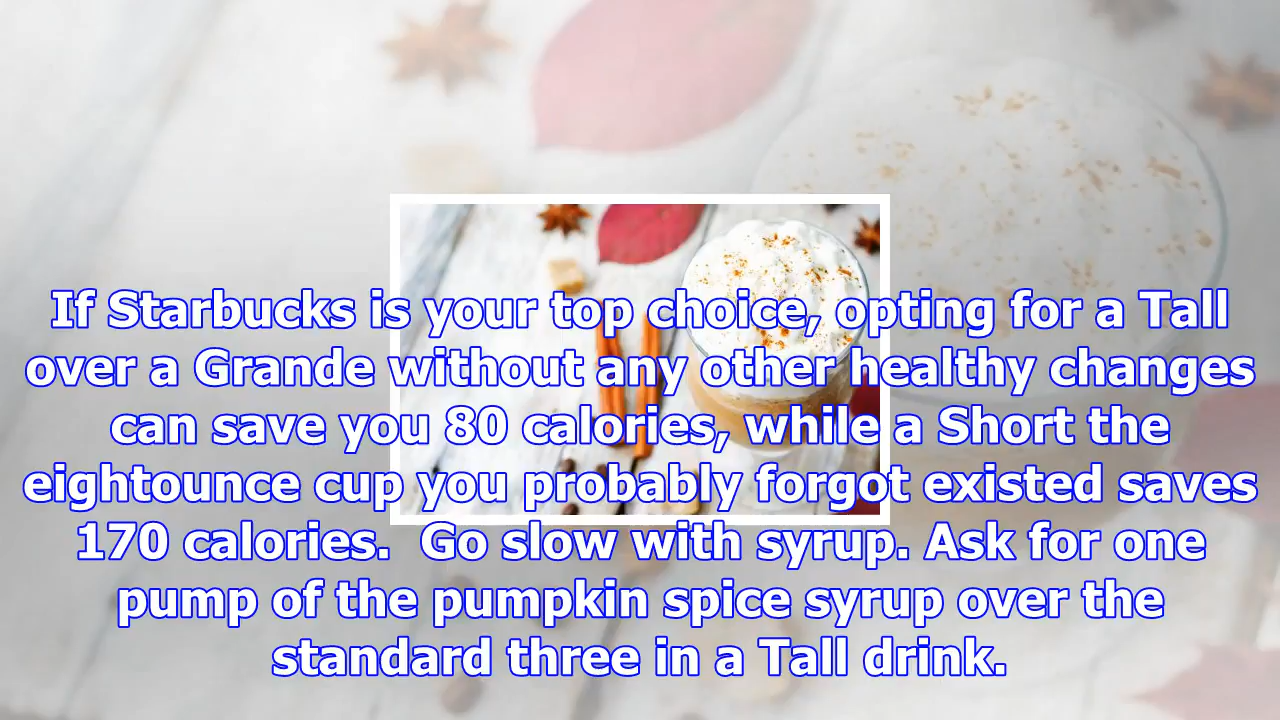 If Starbucks is your top choice, opting for a Tall
over a Grande without any other healthy changes
can save you 80 calories, while a Short the
eightounce cup you probably forgot existed saves
170 calories.  Go slow with syrup. Ask for one
pump of the pumpkin spice syrup over the
standard three in a Tall drink.